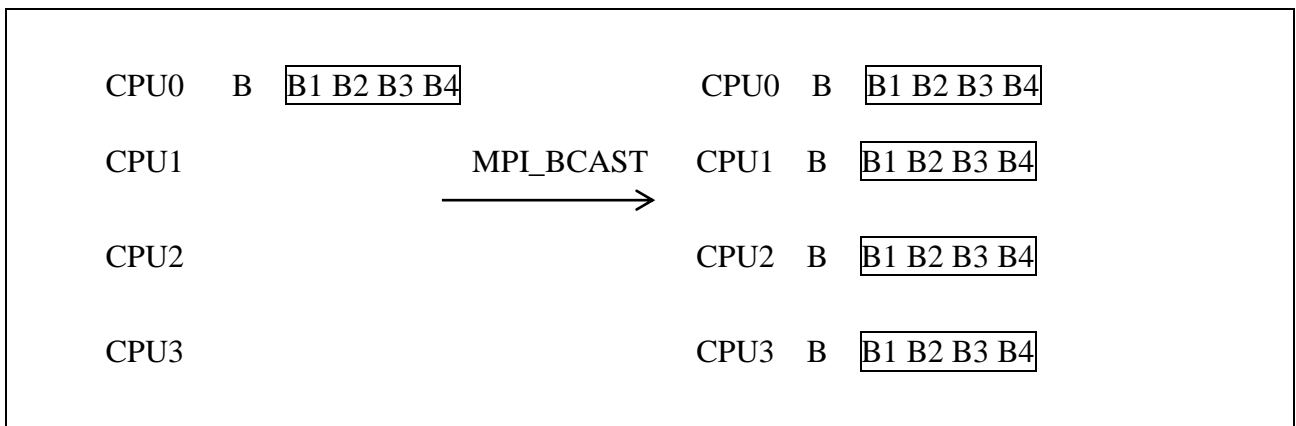 CPU0 B B1 B2 B3 B4 CPU0 B B1 B2 B3 B4
CPU1 MPI_BCAST CPU1 B B1 B2 B3 B4
CPU2 CPU2 B B1 B2 B3 B4
CPU3 CPU3 B B1 B2 B3 B4